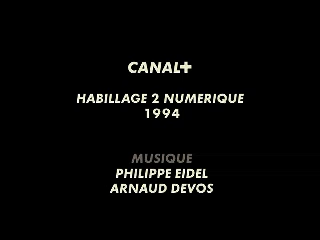 CANAL+
HABILLAGE 2 NUMERIQUE
1994
MUSIQUE
PHILIPPE EIDEL
ARNAUD DEVOS